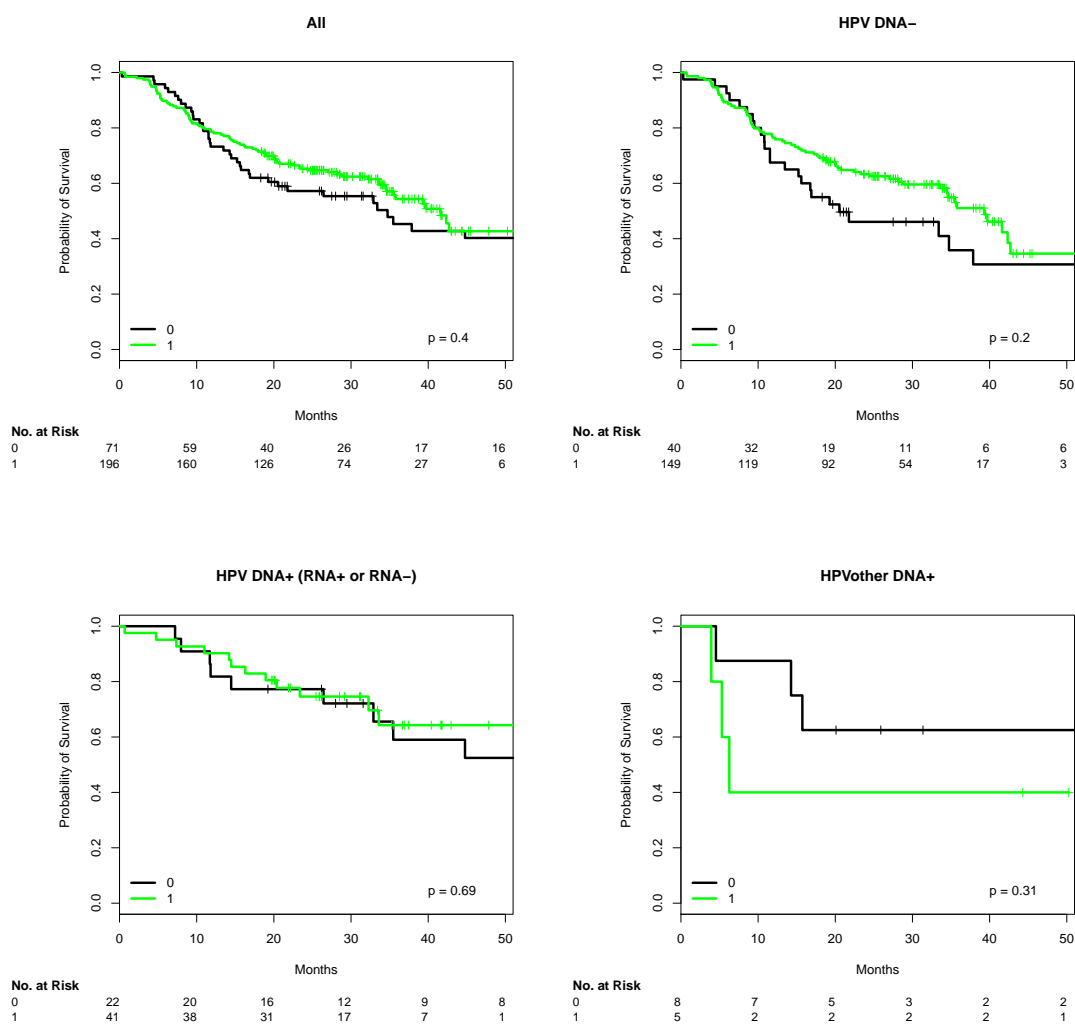 All
Probability of Survival
1.0
0.8
0.6
0.4
0.2
0.0
0
1
p = 0.4
0 10 20 30 40 50
Months
No. at Risk
0 71 59 40 26 17 16
1 196 160 126 74 27 6
HPV DNA−
Probability of Survival
1.0
0.8
0.6
0.4
0.2
0.0
0
1
p = 0.2
0 10 20 30 40 50
Months
No. at Risk
0 40 32 19 11 6 6
1 149 119 92 54 17 3
HPV DNA+ (RNA+ or RNA−)
Probability of Survival
1.0
0.8
0.6
0.4
0.2
0.0
0
1
p = 0.69
0 10 20 30 40 50
Months
No. at Risk
0 22 20 16 12 9 8
1 41 38 31 17 7 1
HPVother DNA+
Probability of Survival
1.0
0.8
0.6
0.4
0.2
0.0
0
1
p = 0.31
0 10 20 30 40 50
Months
No. at Risk
0 8 7 5 3 2 2
1 5 2 2 2 2 1